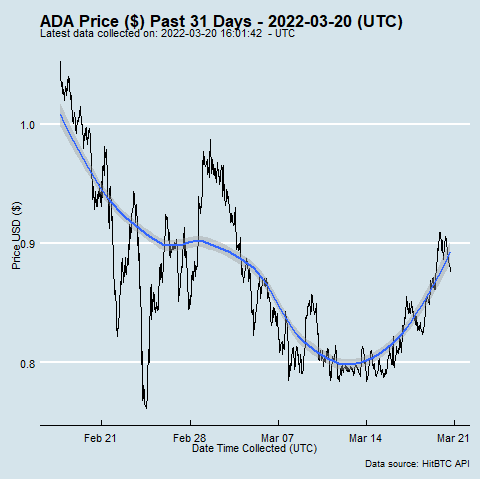 ADA Price ($) Past 31 Days - 2022-03-20 (UTC)
Latest data collected on: 2022-03-20 16:01:42  - UTC
1.0
0.9
0.8
Price USD ($)
Feb 21
Feb 28
Mar 07
Mar 14
Mar 21
Date Time Collected (UTC)
Data source: HitBTC API